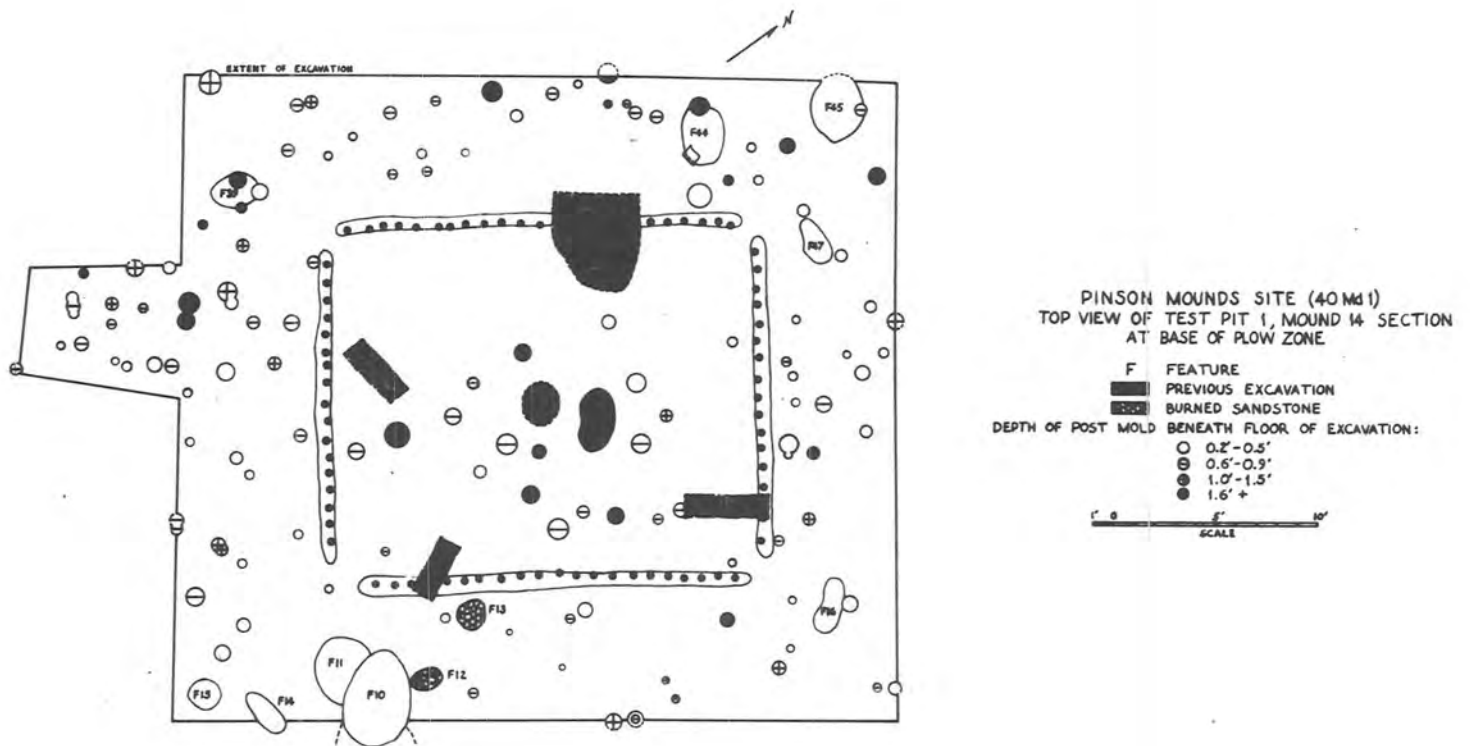 N
EXTENT OF EXCAVATION
F45
F44
F47
F13
F12
F11
F10
F15
F14
F16
PINSON MOUNDS SITE (40Md1)
TOP VIEW OF TEST PIT 1, MOUND 14 SECTION
AT BASE OF PLOW ZONE
F FEATURE
PREVIOUS EXCAVATION
BURNED SANDSTONE
DEPTH OF POST MOLD BENEATH FLOOR OF EXCAVATION:
0.2'-0.5'
0.6'-0.9'
1.0'-1.5'
1.6' +
1' 0 5' 10'
SCALE